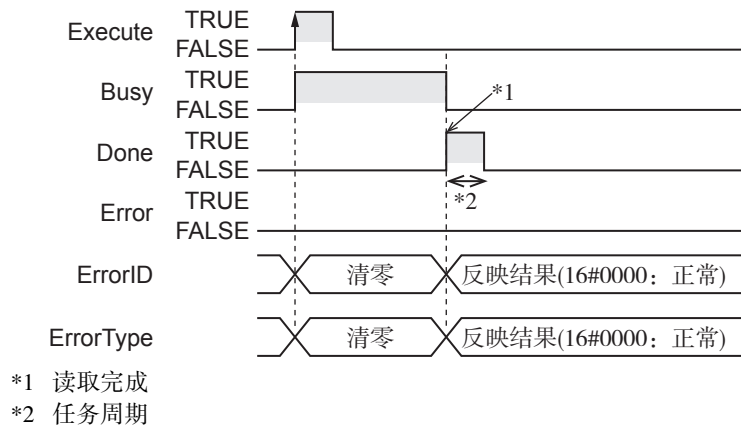 Execute TRUE
FALSE
Busy TRUE
FALSE
*1
Done TRUE
FALSE
*2
Error TRUE
FALSE
ErrorID 清零 反映结果(16#0000：正常)
ErrorType 清零 反映结果(16#0000：正常)
*1 读取完成
*2 任务周期